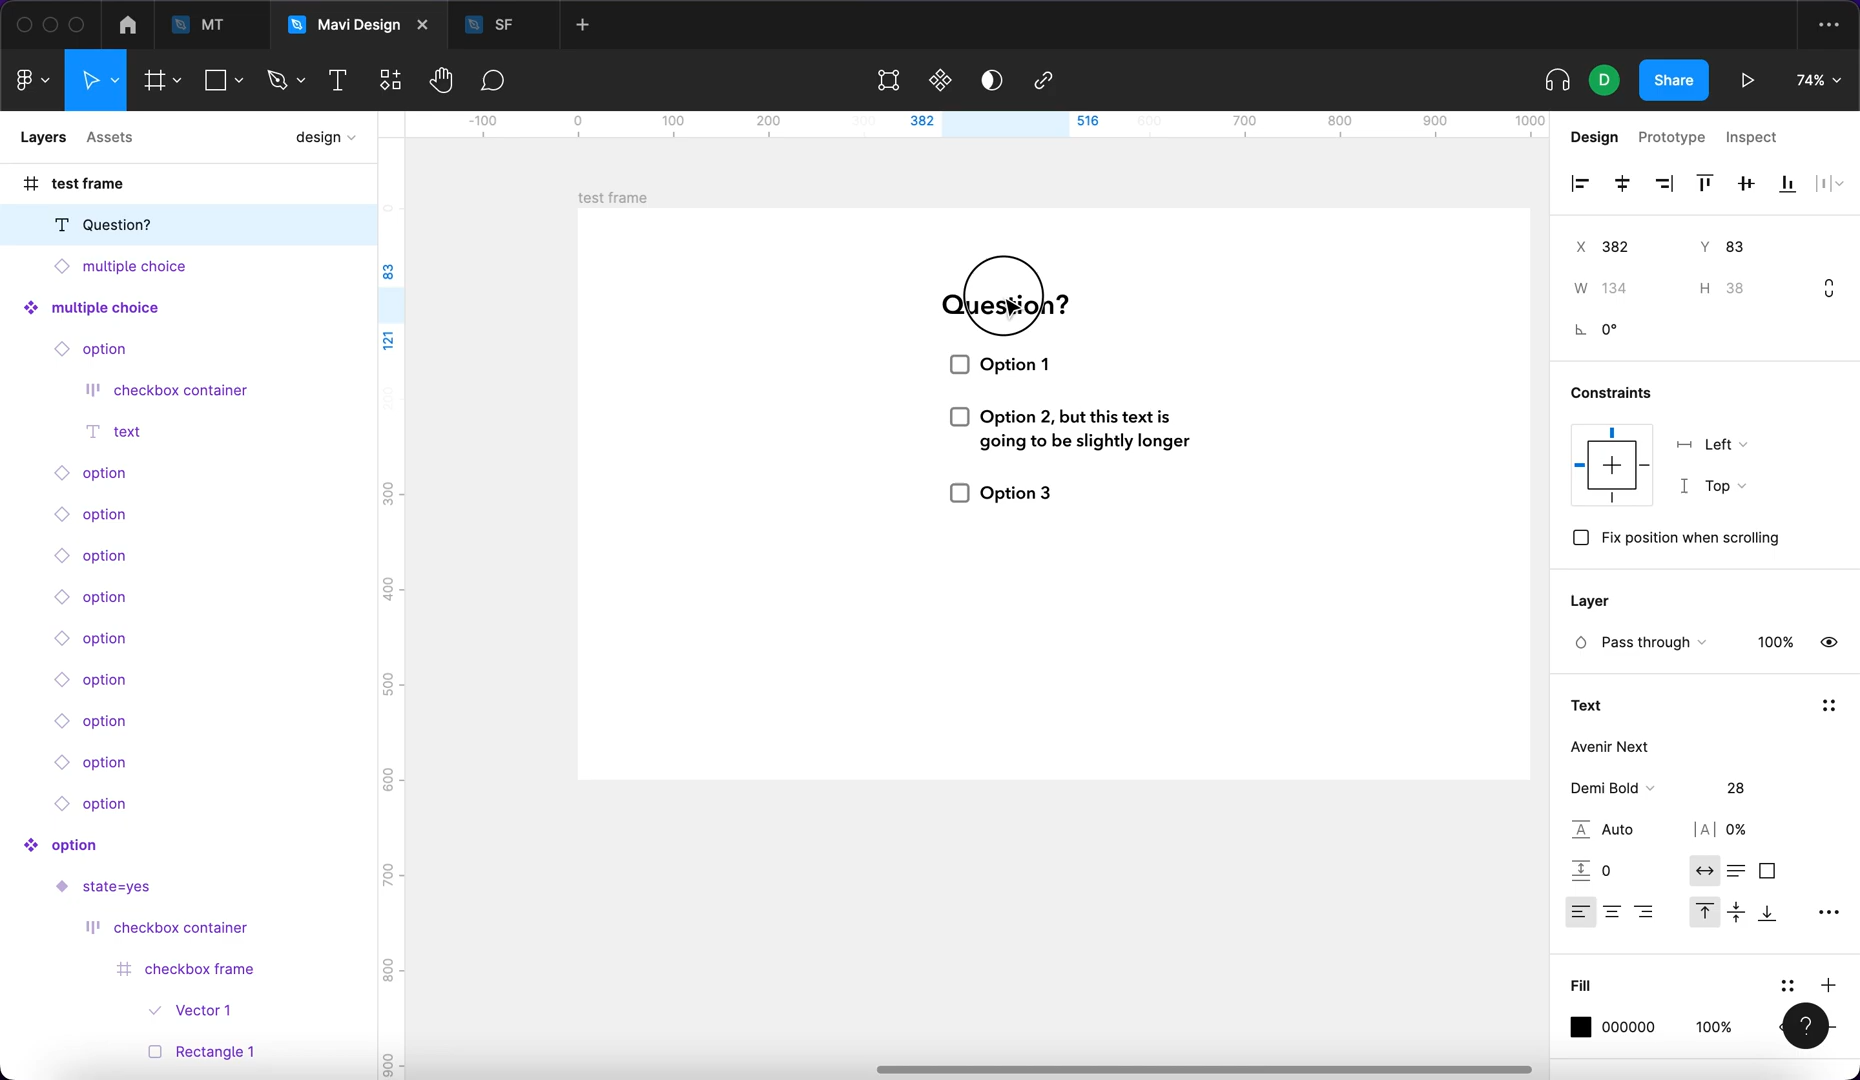 MT
Mavi Design
SF
Share
D
74%
Layers
Assets
design
-100
0
100
200
300
382
516
600
700
800
900
1000
Design
Prototype
Inspect
test frame
Question?
multiple choice
multiple choice
option
checkbox container
text
option
option
option
option
option
option
option
option
option
option
state=yes
checkbox container
checkbox frame
Vector 1
Rectangle 1
0
83
121
300
400
500
600
700
800
900
test frame
Question?
Option 1
Option 2, but this text is
going to be slightly longer
Option 3
X 382
Y 83
W 134
H 38
0°
Constraints
Left
Top
Fix position when scrolling
Layer
Pass through
100%
Text
Avenir Next
Demi Bold
28
A Auto
|A| 0%
0
Fill
000000
100%
?